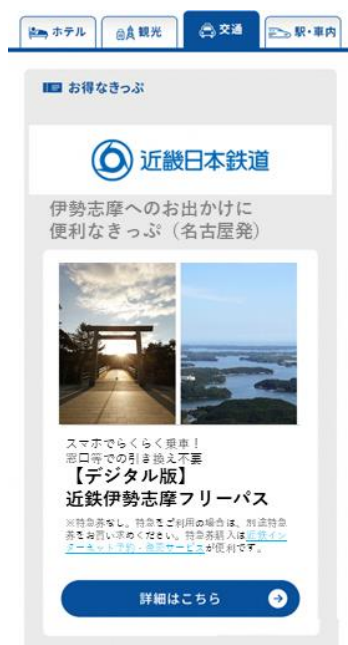 ホテル
観光
交通
駅・車内
お得なきっぷ
近畿日本鉄道
伊勢志摩へのお出かけに
便利なきっぷ（名古屋発）
スマホでらくらく乗車！
窓口等での引き換え不要
【デジタル版】
近鉄伊勢志摩フリーパス
※特急券なし。特急をご利用の場合は、別途特急
券をお買い求めください。特急券購入は近鉄イン
ターネット予約・発売サービスが便利です。
詳細はこちら